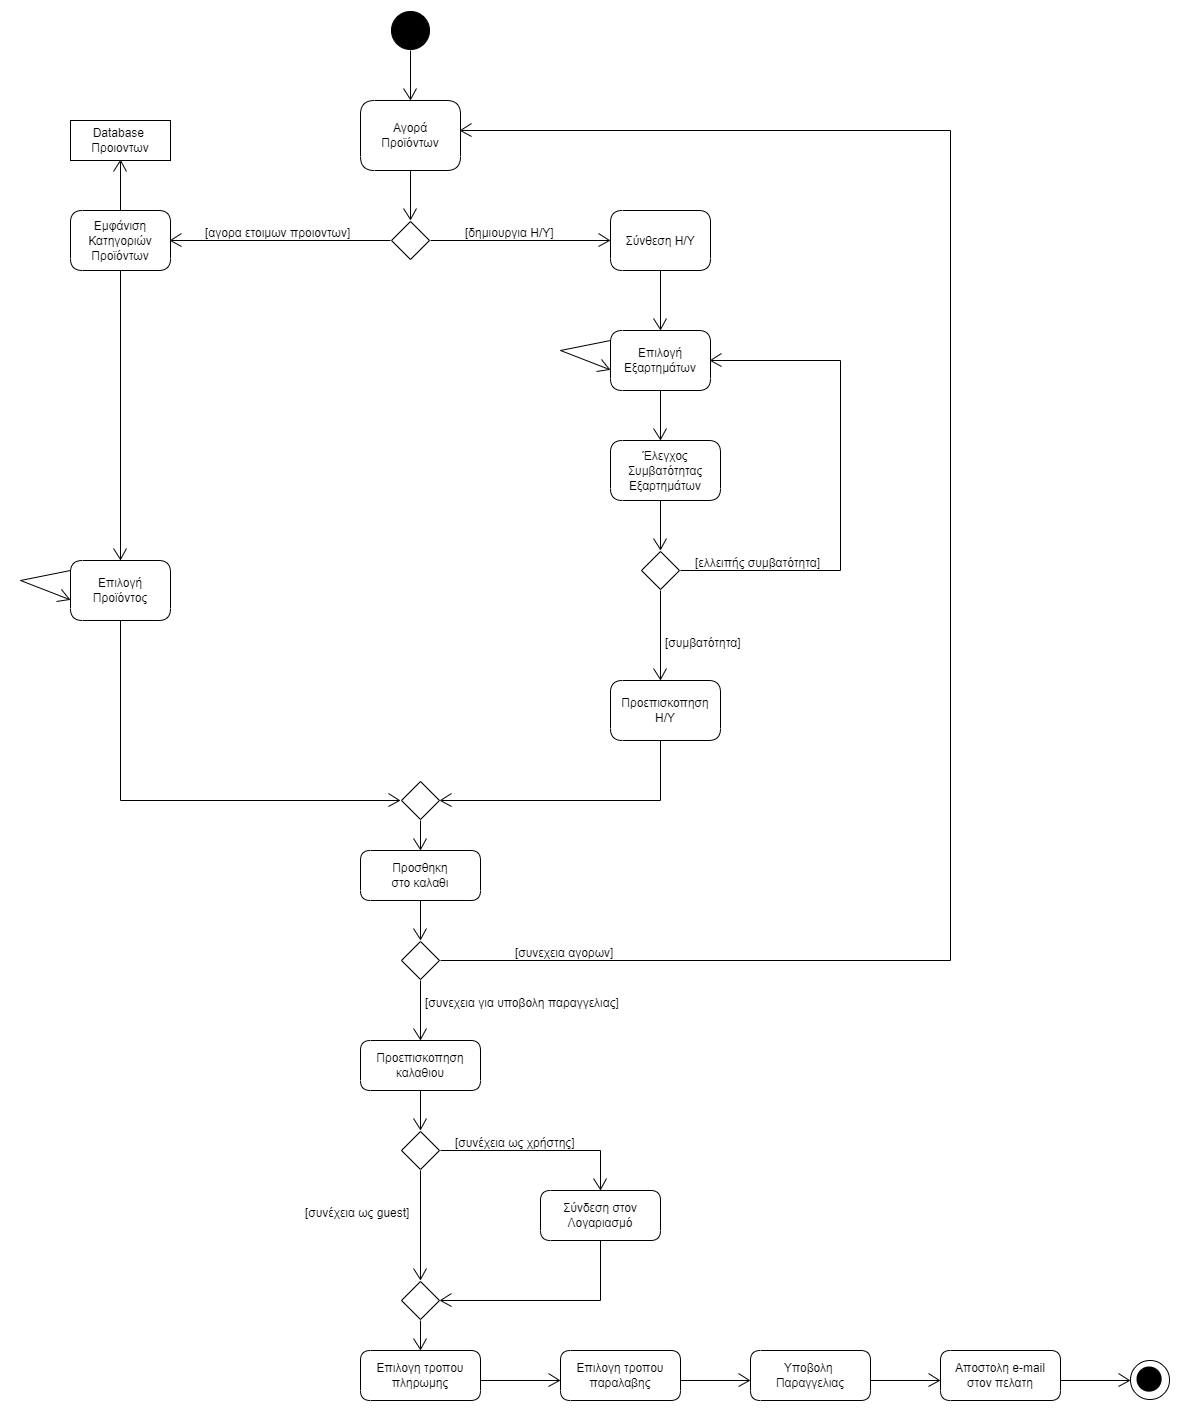 Αγορά
Προϊόντων
Database
Προιοντων
Εμφάνιση
Κατηγοριών
Προϊόντων
[αγορα ετοιμων προιοντων]
[δημιουργια Η/Υ]
Σύνθεση Η/Υ
Επιλογή
Εξαρτημάτων
Έλεγχος
Συμβατότητας
Εξαρτημάτων
[ελλειπής συμβατότητα]
Επιλογή
Προϊόντος
[συμβατότητα]
Προεπισκοπηση
Η/Υ
Προσθηκη
στο καλαθι
[συνεχεια αγορων]
[συνεχεια για υποβολη παραγγελιας]
Προεπισκοπηση
καλαθιου
[συνέχεια ως χρήστης]
[συνέχεια ως guest]
Σύνδεση στον
Λογαριασμό
Επιλογη τροπου
πληρωμης
Επιλογη τροπου
παραλαβης
Υποβολη
Παραγγελιας
Αποστολη e-mail
στον πελατη